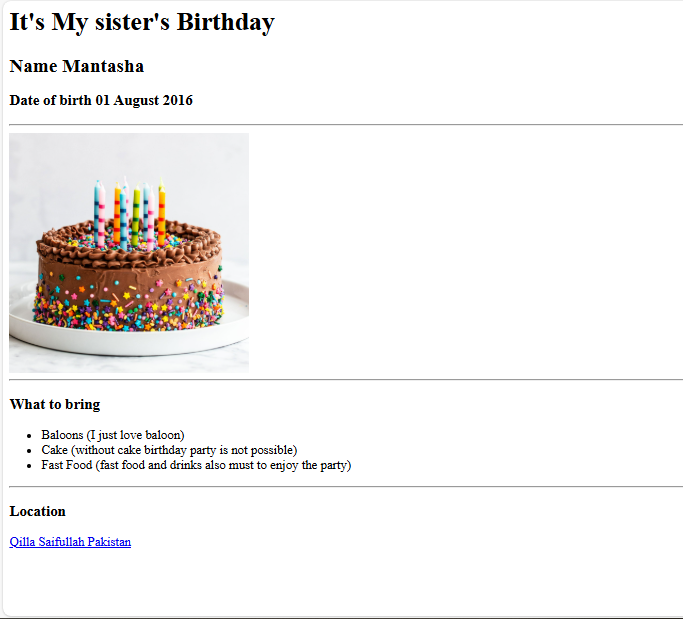 It's My sister's Birthday
Name Mantasha
Date of birth 01 August 2016
What to bring
Baloons (I just love baloon)
Cake (without cake birthday party is not possible)
Fast Food (fast food and drinks also must to enjoy the party)
Location
Qilla Saifullah Pakistan